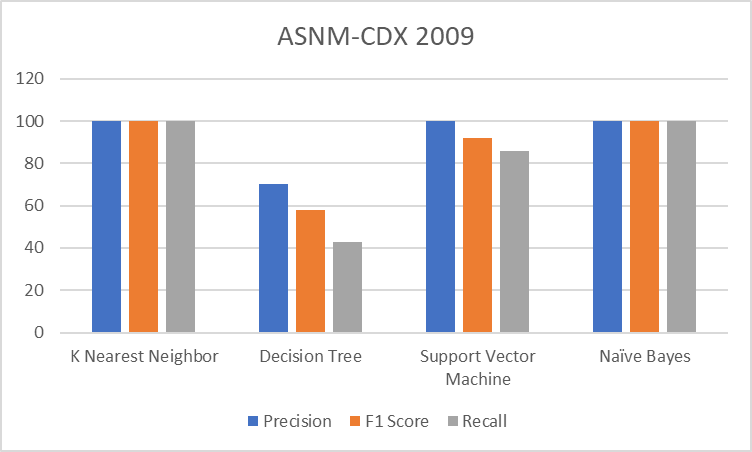 ASNM-CDX 2009
120
100
80
60
40
20
0
K Nearest Neighbor
Decision Tree
Support Vector
Machine
Naïve Bayes
Precision
F1 Score
Recall